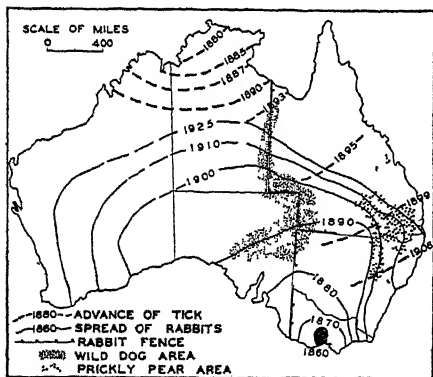 SCALE OF MILES
0 400
1880
1885
1887
1890
1893
1925
1910
1900
1895
1899
1890
1906
1880
1870
1860
-1880- ADVANCE OF TICK
-1860- SPREAD OF RABBITS
RABBIT FENCE
WILD DOG AREA
PRICKLY PEAR AREA